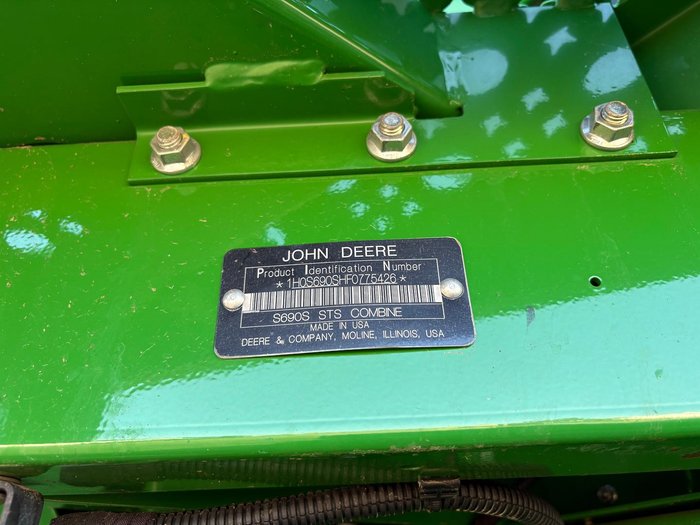 JOHN DEERE
Product Identification Number
*1H0S690SHF0775426*
S690S STS COMBINE
MADE IN USA
DEERE & COMPANY, MOLINE, ILLINOIS, USA